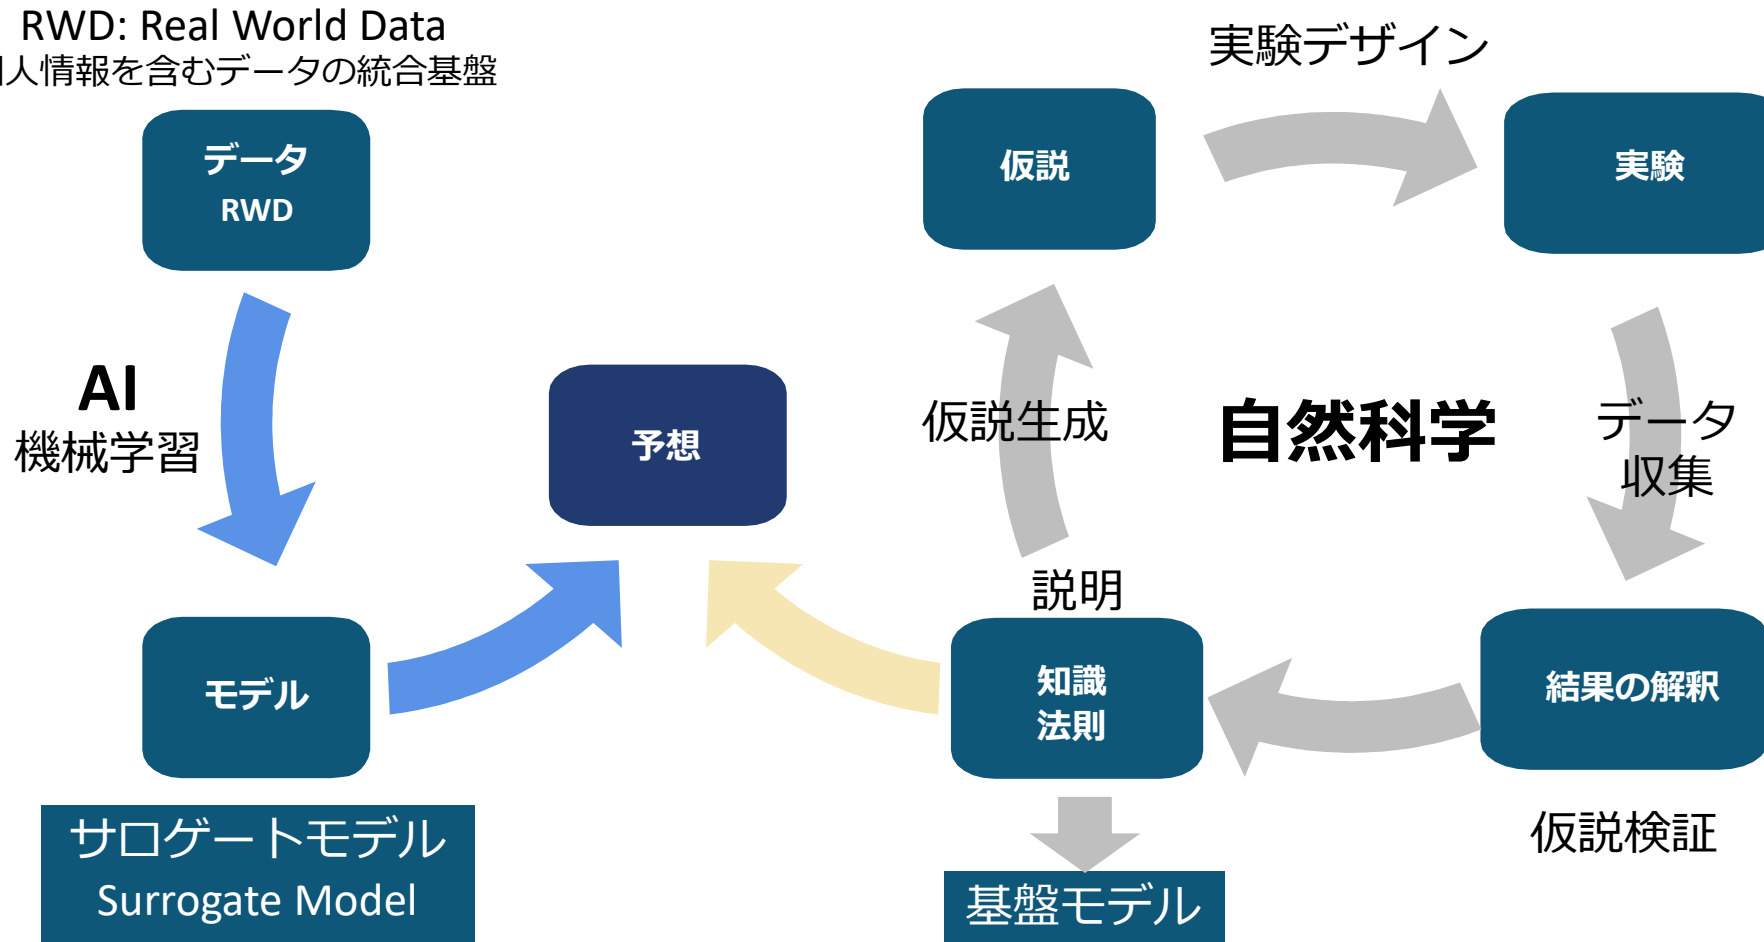 RWD: Real World Data
人情報を含むデータの統合基盤
データ
RWD
AI
機械学習
モデル
サロゲートモデル
Surrogate Model
予想
実験デザイン
仮説
実験
仮説生成
自然科学
データ
収集
説明
知識
法則
結果の解釈
仮説検証
基盤モデル